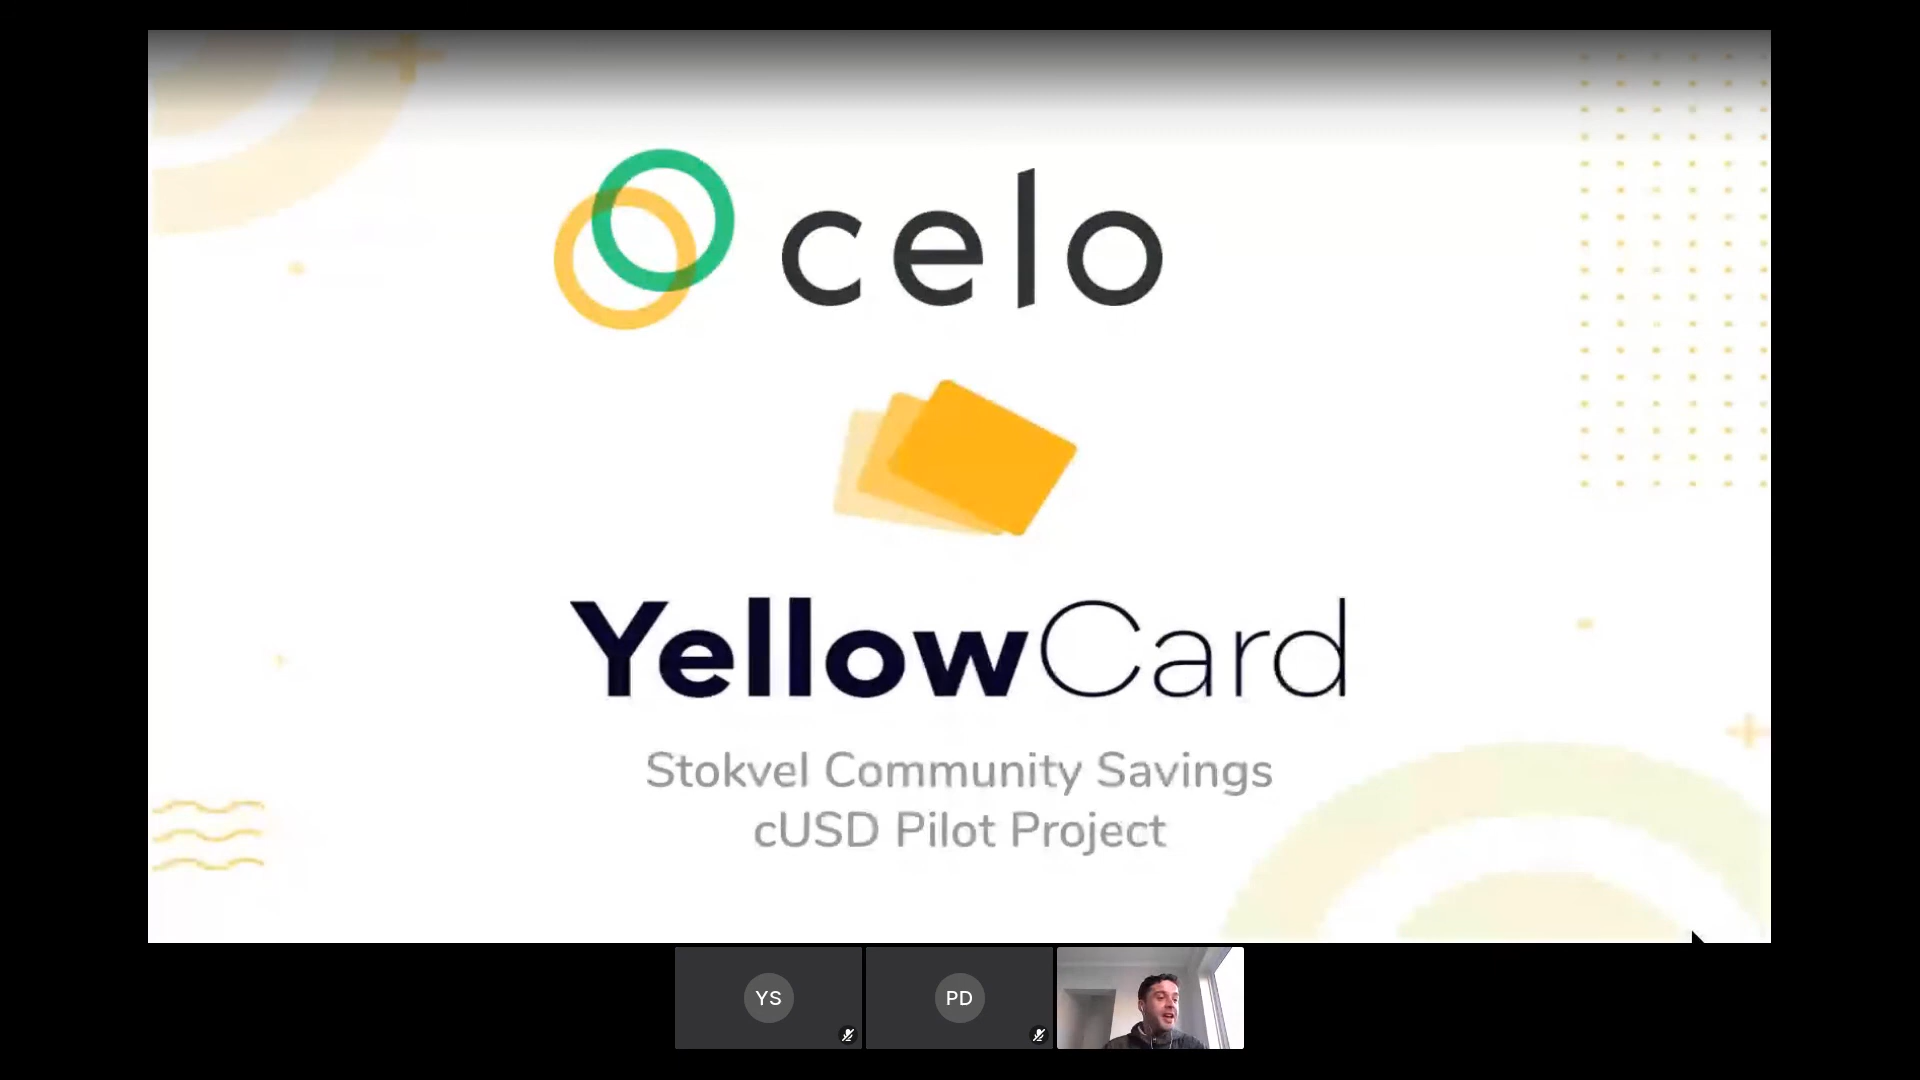 celo
YellowCard
Stokvel Community Savings
cUSD Pilot Project
YS
PD